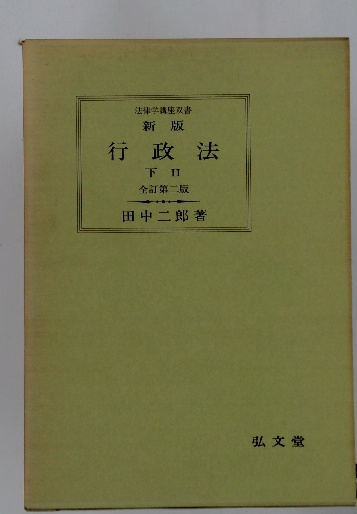 法律学講座双書
新版
行政法
下 II
全訂第二版
田中二郎著
弘文堂